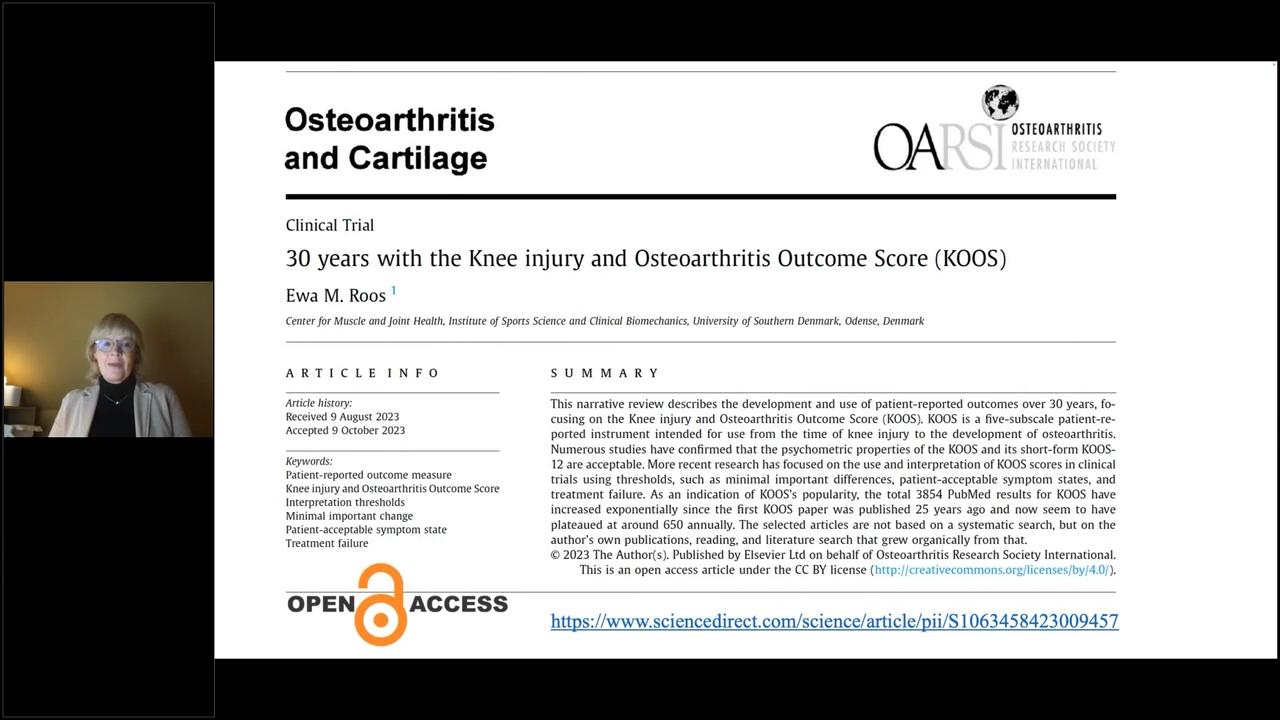 Osteoarthritis
and Cartilage
OARSI
OSTEOARTHRITIS
RESEARCH SOCIETY
INTERNATIONAL
Clinical Trial
30 years with the Knee injury and Osteoarthritis Outcome Score (KOOS)
Ewa M. Roos 1
Center for Muscle and Joint Health, Institute of Sports Science and Clinical Biomechanics, University of Southern Denmark, Odense, Denmark
ARTICLE INFO
Article history:
Received 9 August 2023
Accepted 9 October 2023
Keywords:
Patient-reported outcome measure
Knee injury and Osteoarthritis Outcome Score
Interpretation thresholds
Minimal important change
Patient-acceptable symptom state
Treatment failure
SUMMARY
This narrative review describes the development and use of patient-reported outcomes over 30 years, fo-
cusing on the Knee injury and Osteoarthritis Outcome Score (KOOS). KOOS is a five-subscale patient-re-
ported instrument intended for use from the time of knee injury to the development of osteoarthritis.
Numerous studies have confirmed that the psychometric properties of the KOOS and its short-form KOOS-
12 are acceptable. More recent research has focused on the use and interpretation of KOOS scores in clinical
trials using thresholds, such as minimal important differences, patient-acceptable symptom states, and
treatment failure. As an indication of KOOS's popularity, the total 3854 PubMed results for KOOS have
increased exponentially since the first KOOS paper was published 25 years ago and now seem to have
plateaued at around 650 annually. The selected articles are not based on a systematic search, but on the
author's own publications, reading, and literature search that grew organically from that.
© 2023 The Author(s). Published by Elsevier Ltd on behalf of Osteoarthritis Research Society International.
This is an open access article under the CC BY license (http://creativecommons.org/licenses/by/4.0/).
OPEN ACCESS
https://www.sciencedirect.com/science/article/pii/S1063458423009457